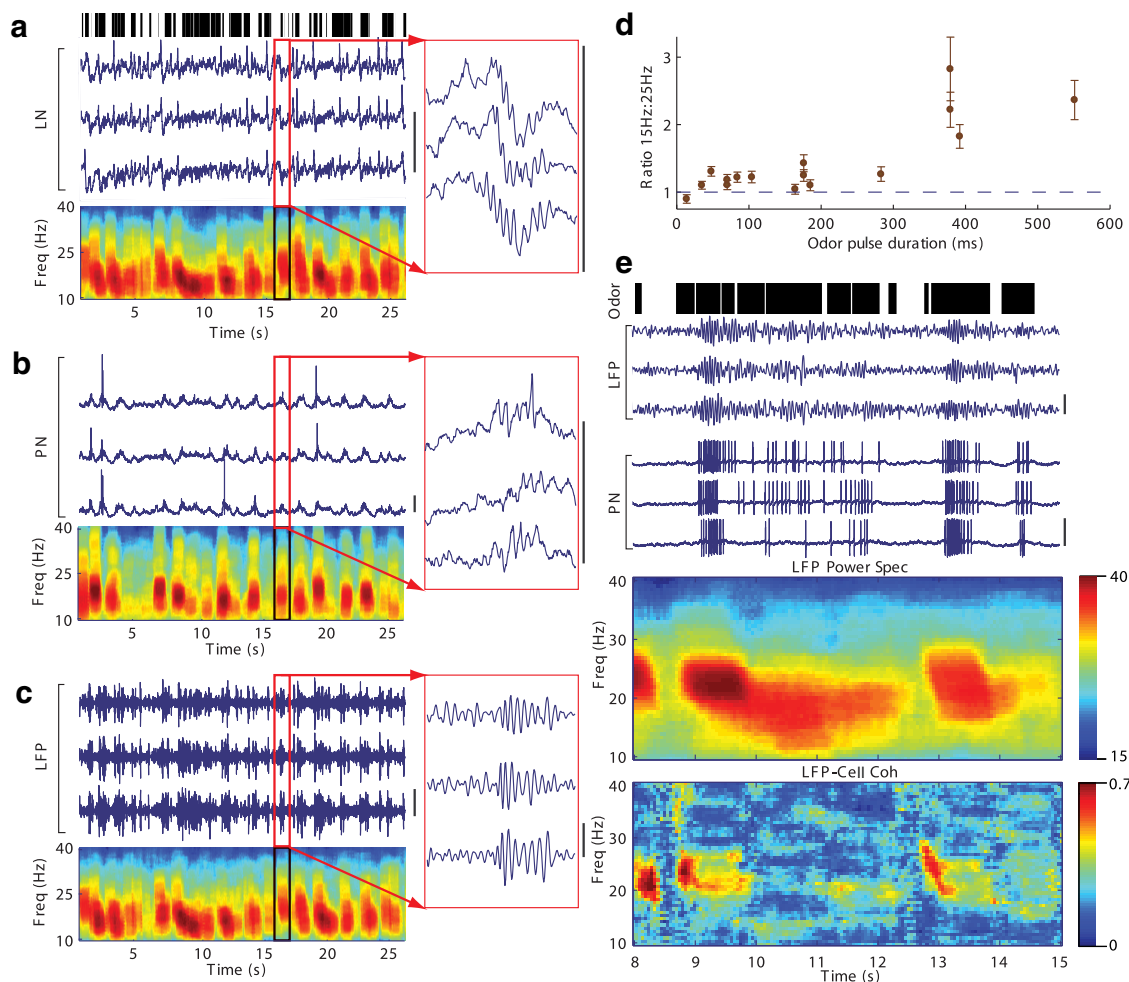 a
LN
Freq (Hz)
40
25
10
5 10 15 20 25
Time (s)
b
PN
Freq (Hz)
40
25
10
5 10 15 20 25
Time (s)
c
LFP
Freq (Hz)
40
25
10
5 10 15 20 25
Time (s)
d
Ratio 15Hz:25Hz
3
2
1
0 100 200 300 400 500 600
Odor pulse duration (ms)
e
Odor
LFP
PN
LFP Power Spec
Freq (Hz)
40
30
20
10
40
15
LFP-Cell Coh
Freq (Hz)
40
30
20
10
0.7
0
8 9 10 11 12 13 14 15
Time (s)